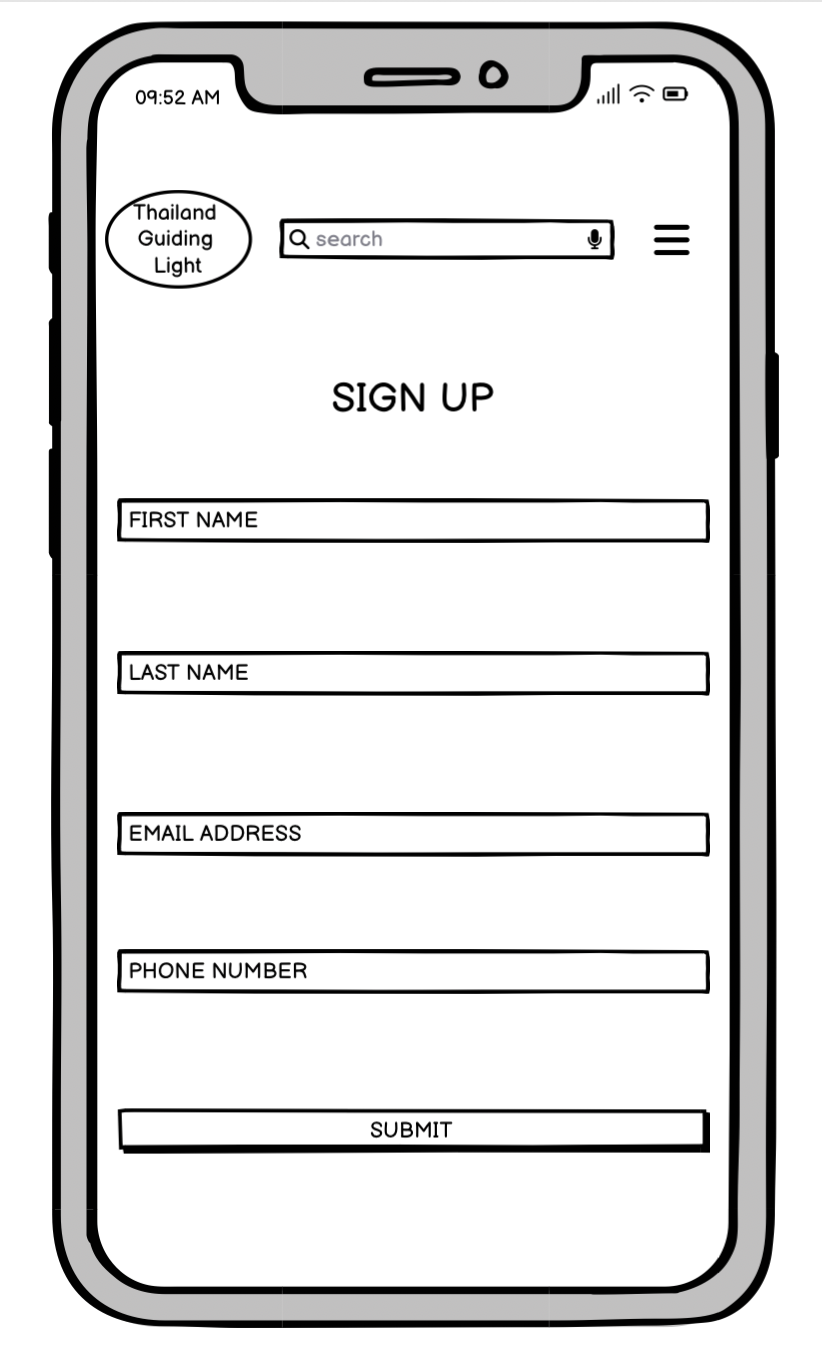 09:52 AM
Thailand
Guiding
Light
search
SIGN UP
FIRST NAME
LAST NAME
EMAIL ADDRESS
PHONE NUMBER
SUBMIT